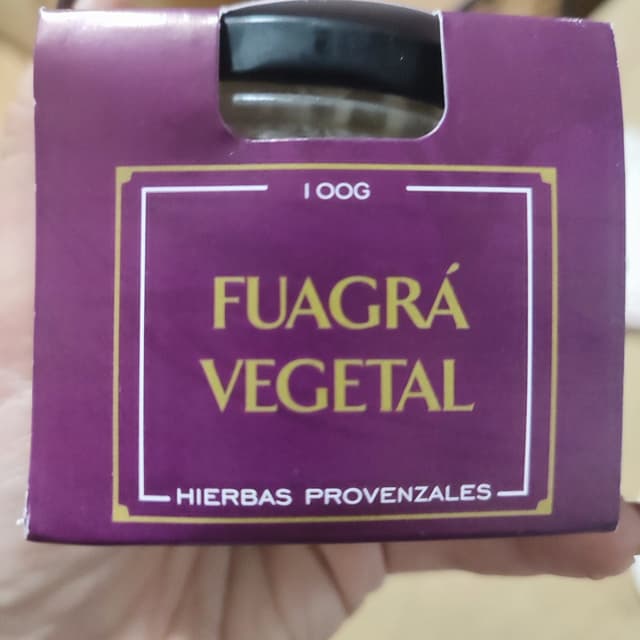 100G
FUAGRÁ
VEGETAL
HIERBAS PROVENZALES